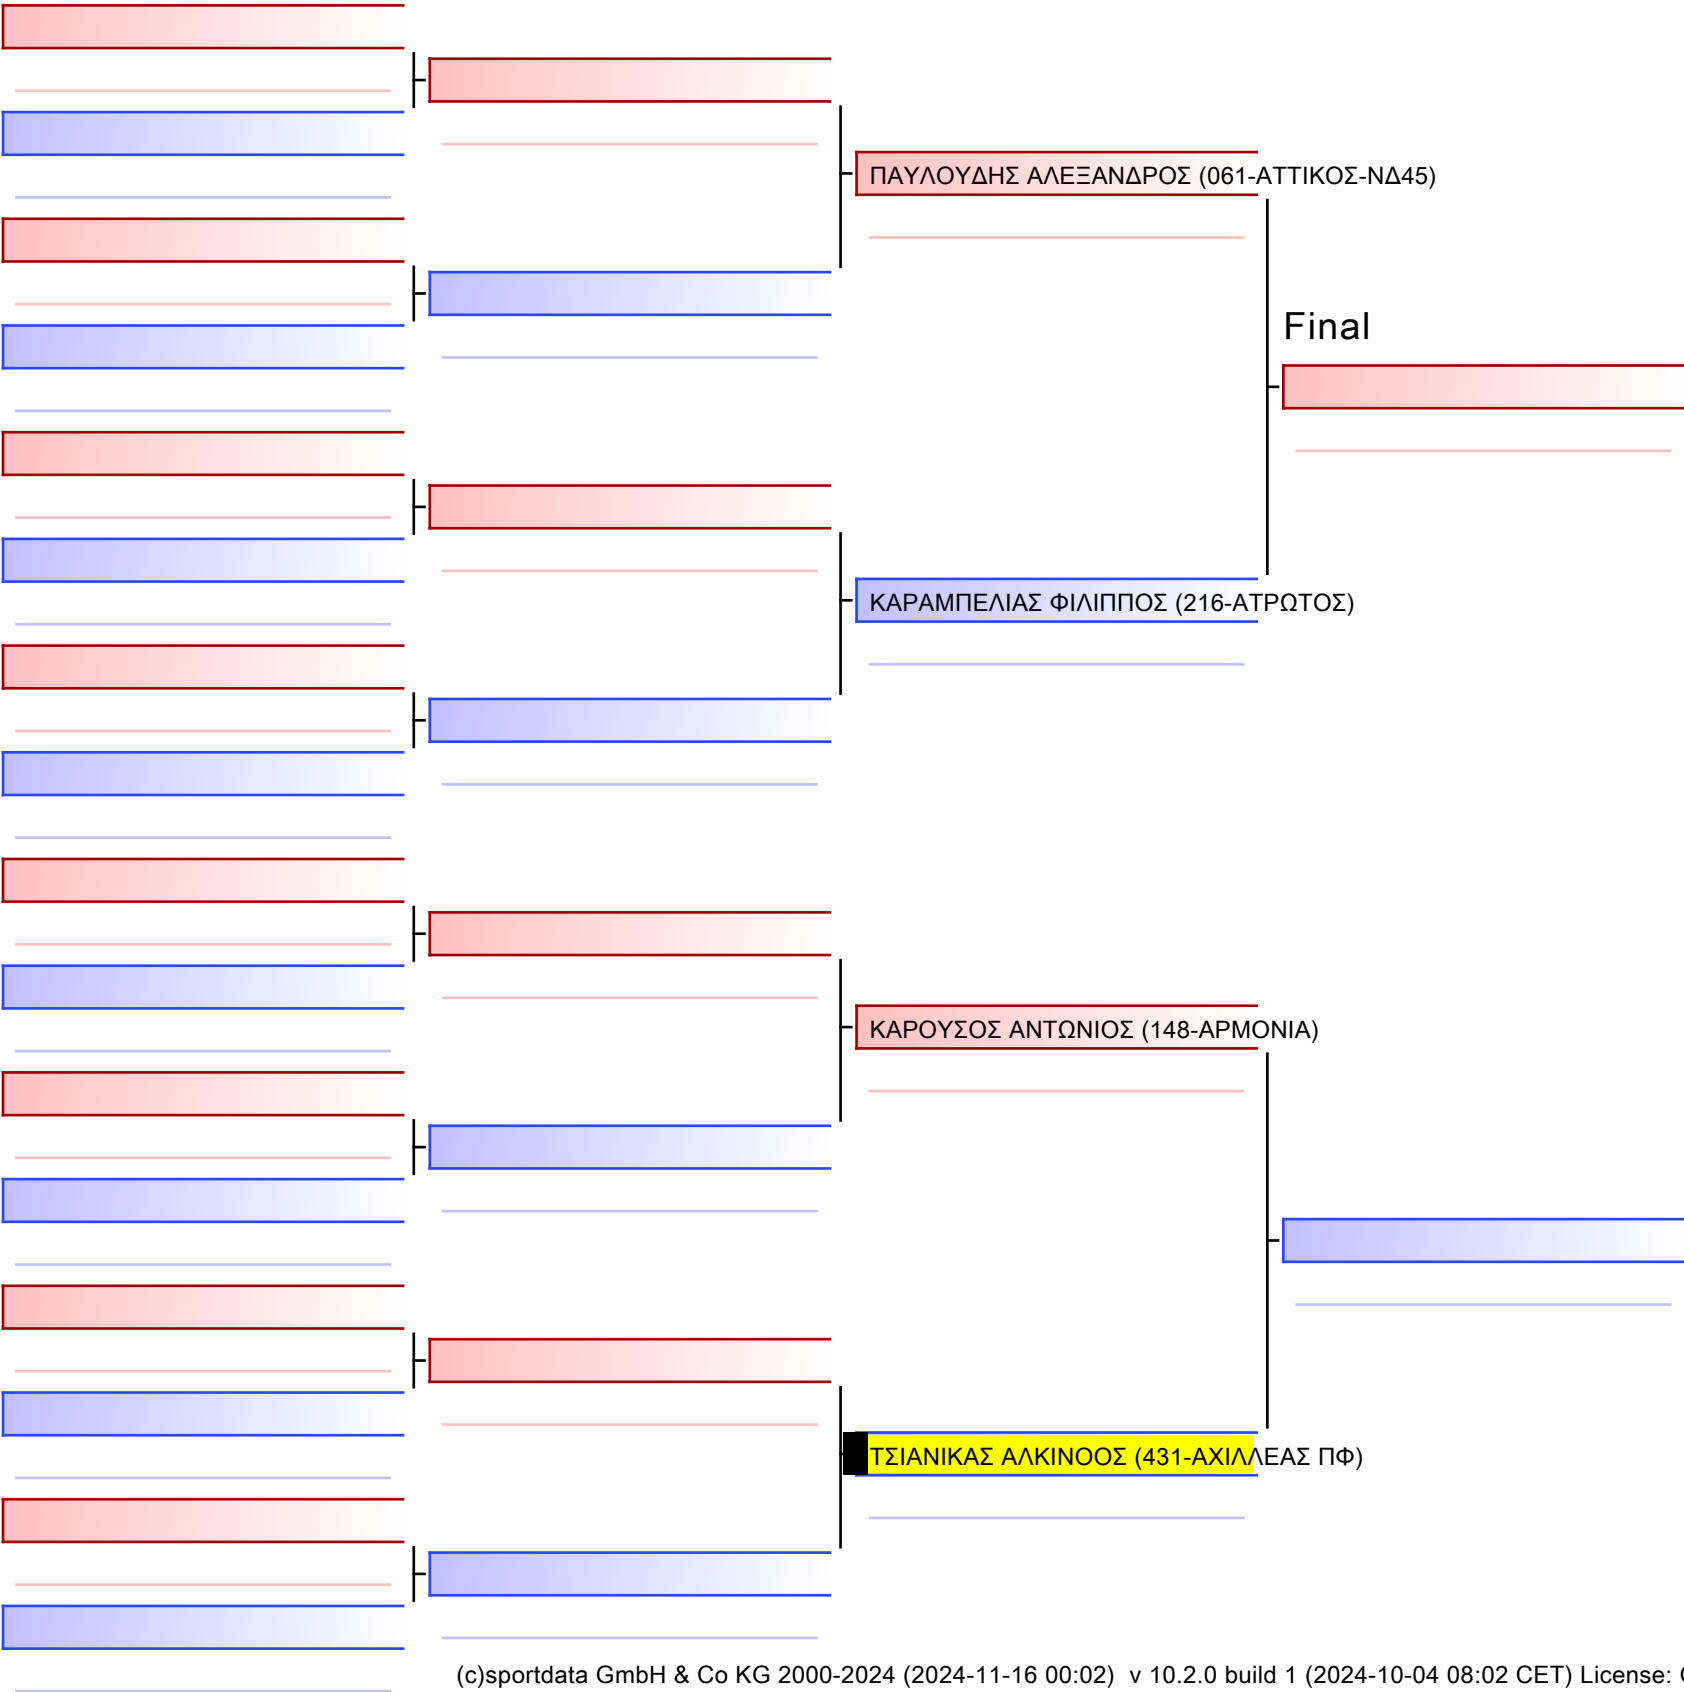 ΠΑΥΛΟΥΔΗΣ ΑΛΕΞΑΝΔΡΟΣ (061-ΑΤΤΙΚΟΣ-ΝΔ45)
Final
ΚΑΡΑΜΠΕΛΙΑΣ ΦΙΛΙΠΠΟΣ (216-ΑΤΡΩΤΟΣ)
ΚΑΡΟΥΣΟΣ ΑΝΤΩΝΙΟΣ (148-ΑΡΜΟΝΙΑ)
ΤΣΙΑΝΙΚΑΣ ΑΛΚΙΝΟΟΣ (431-ΑΧΙΛΛΕΑΣ ΠΦ)
(c)sportdata GmbH & Co KG 2000-2024 (2024-11-16 00:02) v 10.2.0 build 1 (2024-10-04 08:02 CET) License: